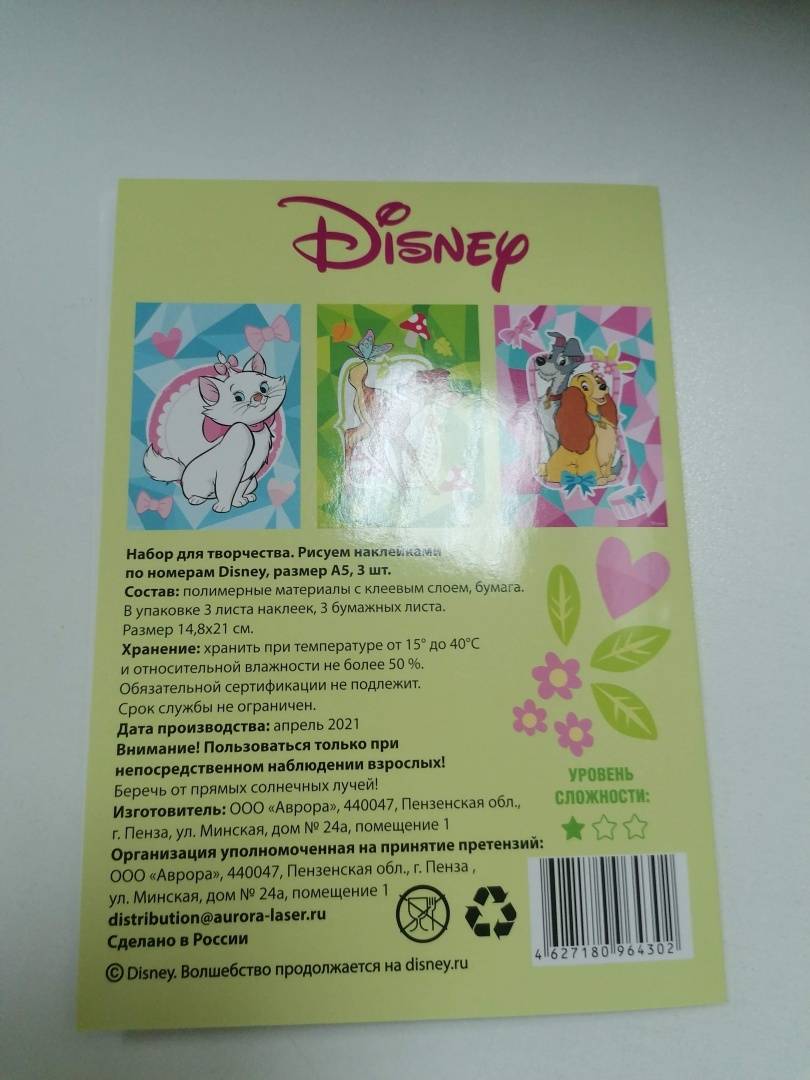 Disney
Набор для творчества. Рисуем наклейками
по номерам Disney, размер А5, 3 шт.
Состав: полимерные материалы с клеевым слоем, бумага.
В упаковке 3 листа наклеек, 3 бумажных листа.
Размер 14,8х21 см.
Хранение: хранить при температуре от 15° до 40°С
и относительной влажности не более 50 %.
Обязательной сертификации не подлежит.
Срок службы не ограничен.
Дата производства: апрель 2021
Внимание! Пользоваться только при
непосредственном наблюдении взрослых!
Беречь от прямых солнечных лучей!
Изготовитель: ООО «Аврора», 440047, Пензенская обл.,
г. Пенза, ул. Минская, дом № 24а, помещение 1
Организация уполномоченная на принятие претензий:
ООО «Аврора», 440047, Пензенская обл., г. Пенза ,
ул. Минская, дом № 24а, помещение 1
distribution@aurora-laser.ru
Сделано в России
© Disney. Волшебство продолжается на disney.ru
УРОВЕНЬ
СЛОЖНОСТИ:
4 627180 964302